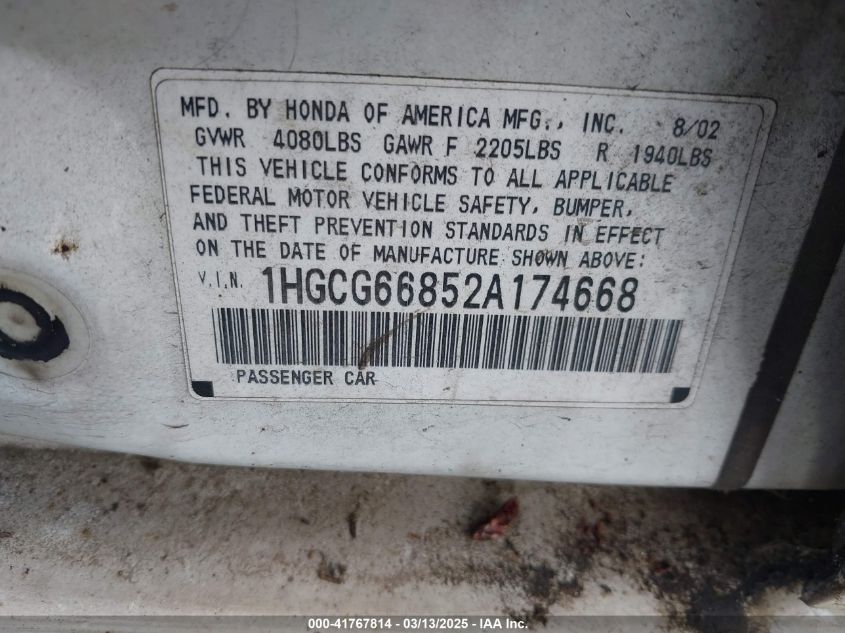 MFD. BY HONDA OF AMERICA MFG., INC. 8/02
GVWR 4080LBS GAWR F 2205LBS R 1940LBS
THIS VEHICLE CONFORMS TO ALL APPLICABLE
FEDERAL MOTOR VEHICLE SAFETY, BUMPER,
AND THEFT PREVENTION STANDARDS IN EFFECT
ON THE DATE OF MANUFACTURE SHOWN ABOVE:
V.I.N. 1HGCG66852A174668
PASSENGER CAR
000-41767814 - 03/13/2025 - IAA Inc.